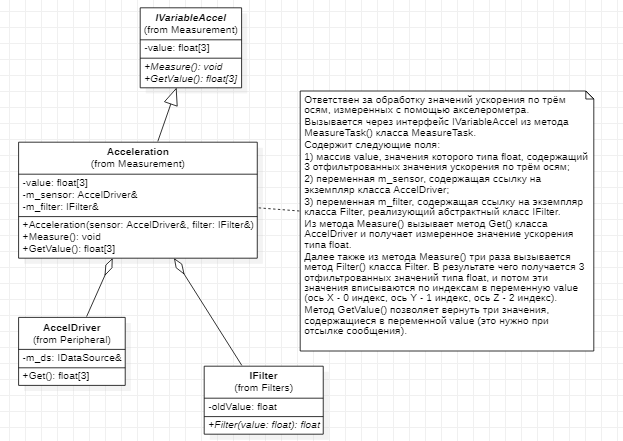 IVariableAccel
(from Measurement)
-value: float[3]
+Measure(): void
+GetValue(): float[3]
Acceleration
(from Measurement)
-value: float[3]
-m_sensor: AccelDriver&
-m_filter: IFilter&
+Acceleration(sensor: AccelDriver&, filter: IFilter&)
+Measure(): void
+GetValue(): float[3]
Ответствен за обработку значений ускорения по трём
осям, измеренных с помощью акселерометра.
Вызывается через интерфейс IVariableAccel из метода
MeasureTask() класса MeasureTask.
Содержит следующие поля:
1) массив value, значения которого типа float, содержащий
3 отфильтрованных значения ускорения по трём осям;
2) переменная m_sensor, содержащая ссылку на
экземпляр класса AccelDriver;
3) переменная m_filter, содержащая ссылку на экземпляр
класса Filter, реализующий абстрактный класс IFilter.
Из метода Measure() вызывает метод Get() класса
AccelDriver и получает измеренное значение ускорения
типа float.
Далее также из метода Measure() три раза вызывается
метод Filter() класса Filter. В результате чего получается 3
отфильтрованных значений типа float, и потом эти
значения вписываются по индексам в переменную value
(ось X - 0 индекс, ось Y - 1 индекс, ось Z - 2 индекс).
Метод GetValue() позволяет вернуть три значения,
содержащиеся в переменной value (это нужно при
отсылке сообщения).
AccelDriver
(from Peripheral)
-m_ds: IDataSource&
+Get(): float[3]
IFilter
(from Filters)
-oldValue: float
+Filter(value: float): float